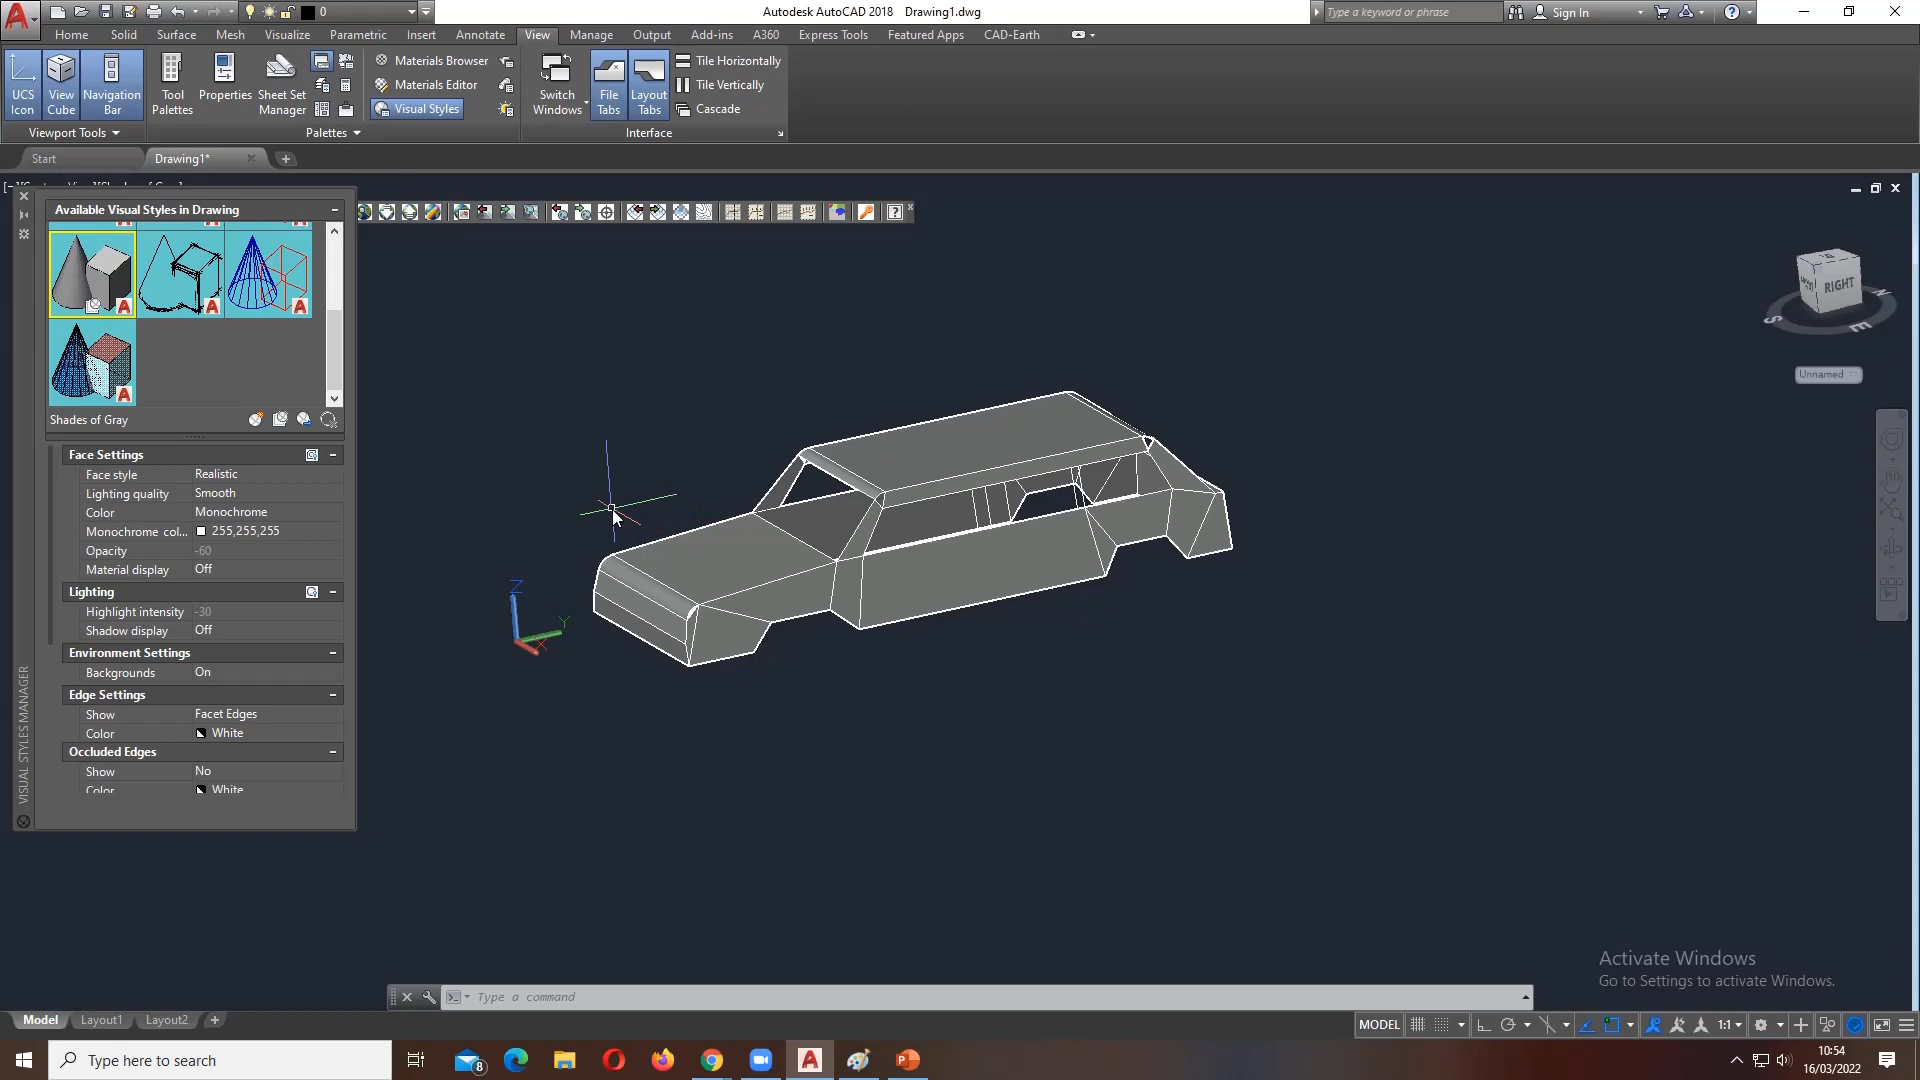 Autodesk AutoCAD 2018 Drawing1.dwg
0
Type a keyword or phrase
Sign In
Home Solid Surface Mesh Visualize Parametric Insert Annotate View Manage Output Add-ins A360 Express Tools Featured Apps CAD-Earth
UCS Icon
View Cube
Navigation Bar
Tool Palettes
Properties
Sheet Set Manager
Materials Browser
Materials Editor
Visual Styles
Switch Windows
File Tabs
Layout Tabs
Tile Horizontally
Tile Vertically
Cascade
Viewport Tools
Palettes
Interface
Start
Drawing1*
Available Visual Styles in Drawing
Shades of Gray
Face Settings
Face style Realistic
Lighting quality Smooth
Color Monochrome
Monochrome col... 255,255,255
Opacity -60
Material display Off
Lighting
Highlight intensity -30
Shadow display Off
Environment Settings
Backgrounds On
Edge Settings
Show Facet Edges
Color White
Occluded Edges
Show No
Color White
VISUAL STYLES MANAGER
RIGHT
S
E
N
Unnamed
Z
Y
X
Activate Windows
Go to Settings to activate Windows.
Type a command
Model Layout1 Layout2
MODEL
1:1
Type here to search
8
10:54
16/03/2022